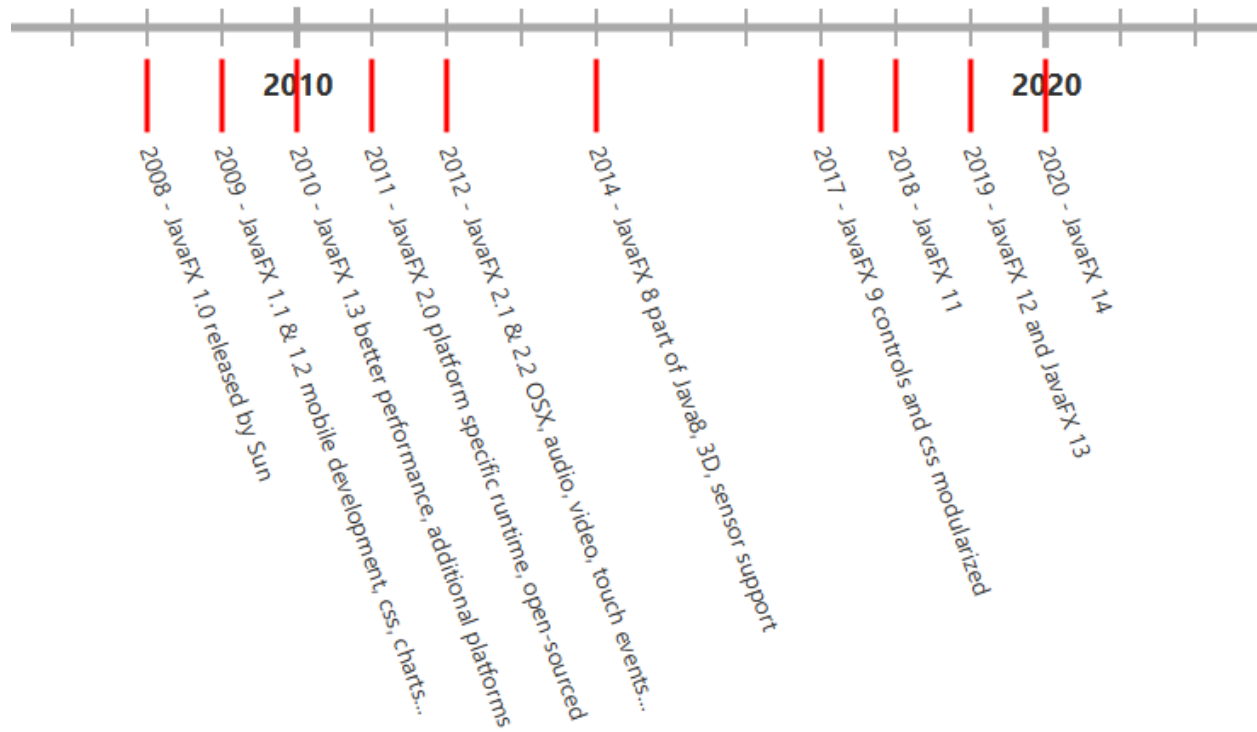 2010
2020
2008 - JavaFX 1.0 released by Sun
2009 - JavaFX 1.1 & 1.2 mobile development, css, charts...
2010 - JavaFX 1.3 better performance, additional platforms
2011 - JavaFX 2.0 platform specific runtime, open-sourced
2012 - JavaFX 2.1 & 2.2 OSX, audio, video, touch events...
2014 - JavaFX 8 part of Java8, 3D, sensor support
2017 - JavaFX 9 controls and css modularized
2018 - JavaFX 11
2019 - JavaFX 12 and JavaFX 13
2020 - JavaFX 14